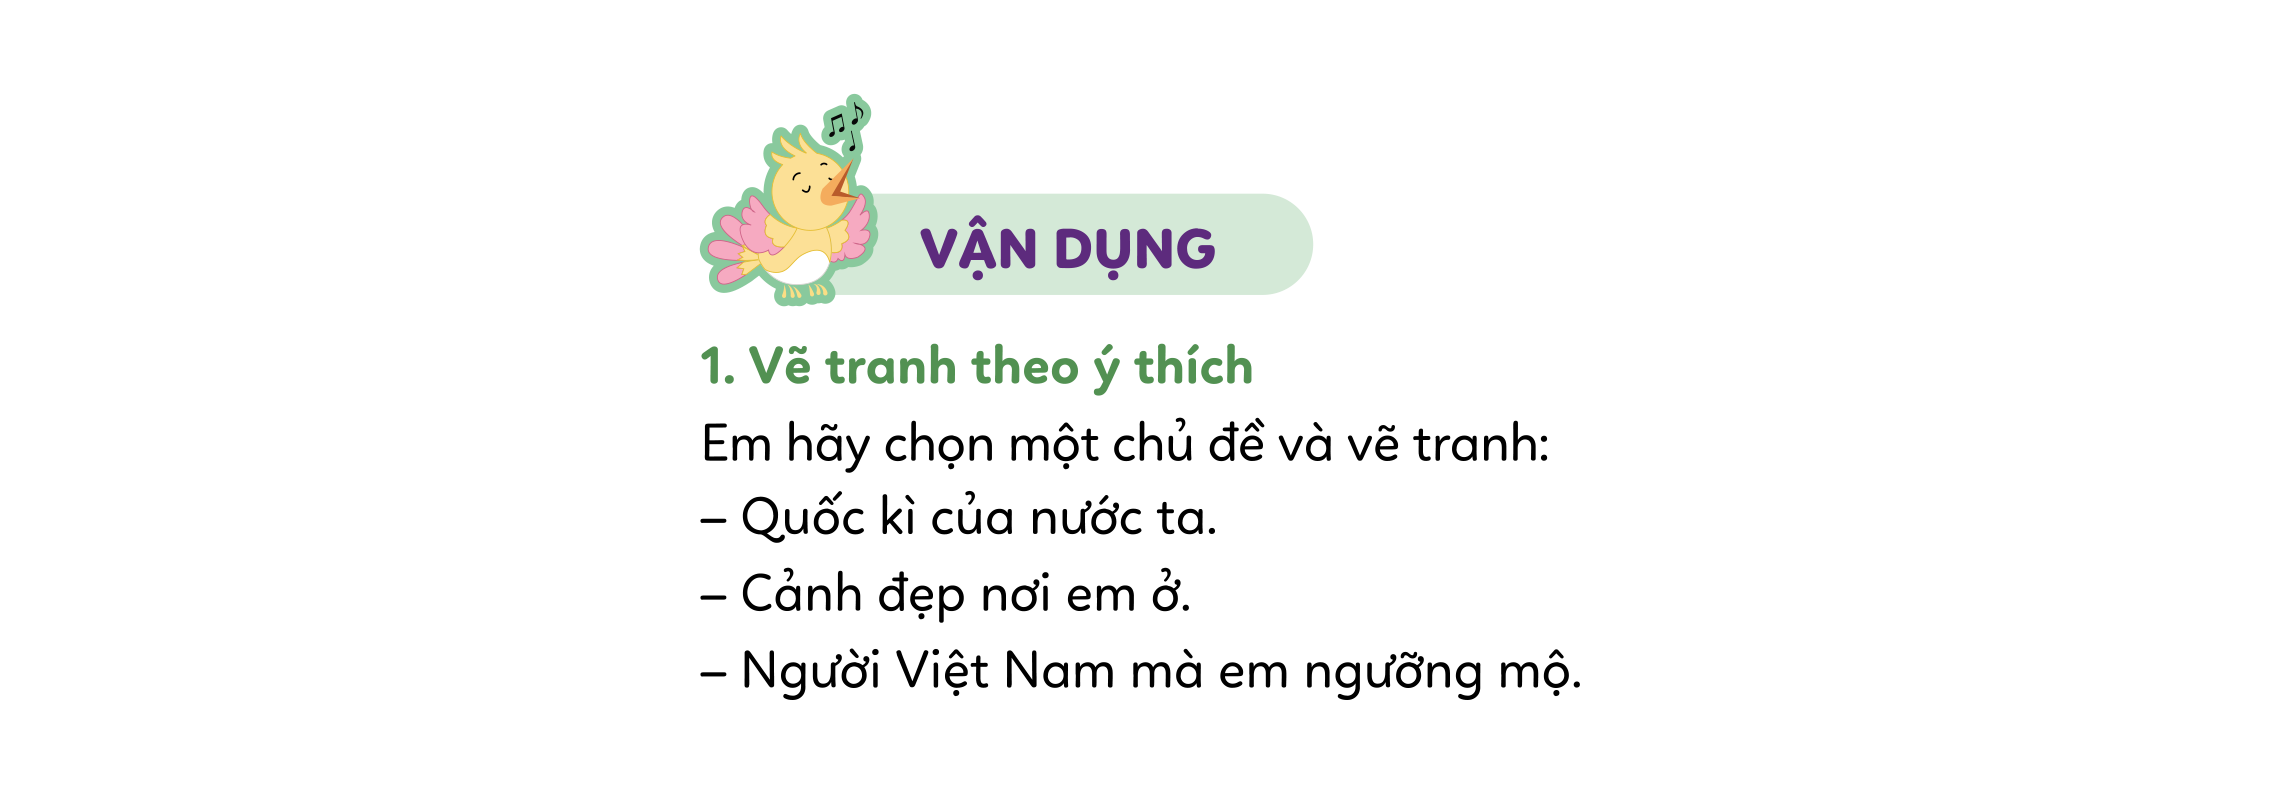 VẬN DỤNG
1. Vẽ tranh theo ý thích
Em hãy chọn một chủ đề và vẽ tranh:
– Quốc kì của nước ta.
– Cảnh đẹp nơi em ở.
– Người Việt Nam mà em ngưỡng mộ.